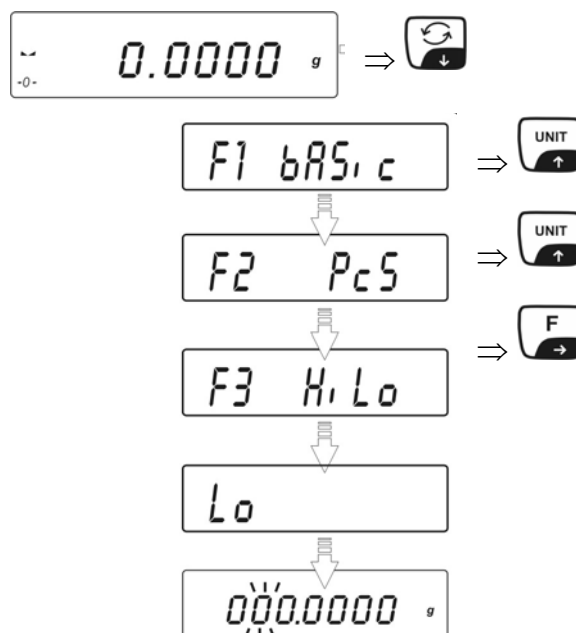 0.0000 g
-0-
F1 bASic
UNIT
F2 PcS
UNIT
F
F3 HiLo
Lo
000.0000 g